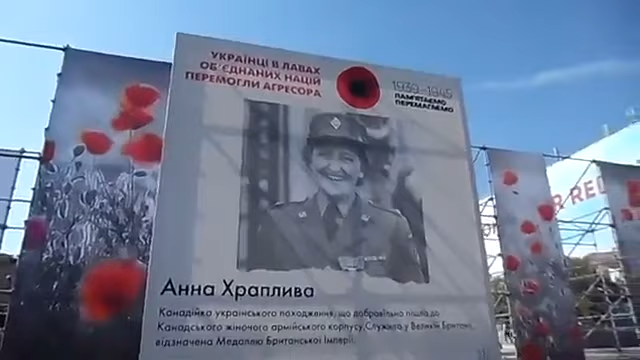 УКРАЇНЦІ В ЛАВАХ
ОБ'ЄДНАНИХ НАЦІЙ
ПЕРЕМОГЛИ АГРЕСОРА
1939–1945
ПАМ'ЯТАЄМО
ПЕРЕМАГАЄМО
Анна Храплива
Канадійка українського походження, що добровільно пішла до
Канадського жіночого армійського корпусу. Служила у Великій Британії,
відзначена Медаллю Британської Імперії.